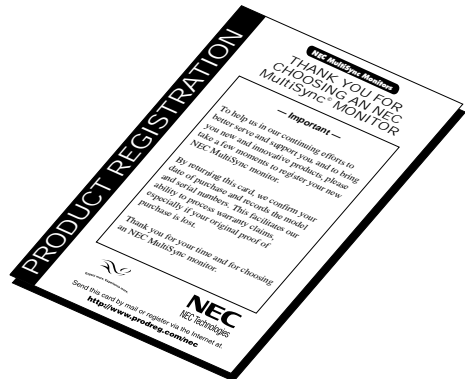 PRODUCT REGISTRATION
NEC MultiSync Monitors
THANK YOU FOR
CHOOSING AN NEC
MultiSync® MONITOR
— Important —
To help us in our continuing efforts to
better serve and support you, and to bring
you new and innovative products, please
take a few moments to register your new
NEC MultiSync monitor.
By returning this card, we confirm your
date of purchase and records the model
and serial numbers. This facilitates our
ability to process warranty claims,
especially if your original proof of
purchase is lost.
Thank you for your time and for choosing
an NEC MultiSync monitor.
NEC
NEC Technologies
Send this card by mail or register via the Internet at:
http://www.prodreg.com/nec